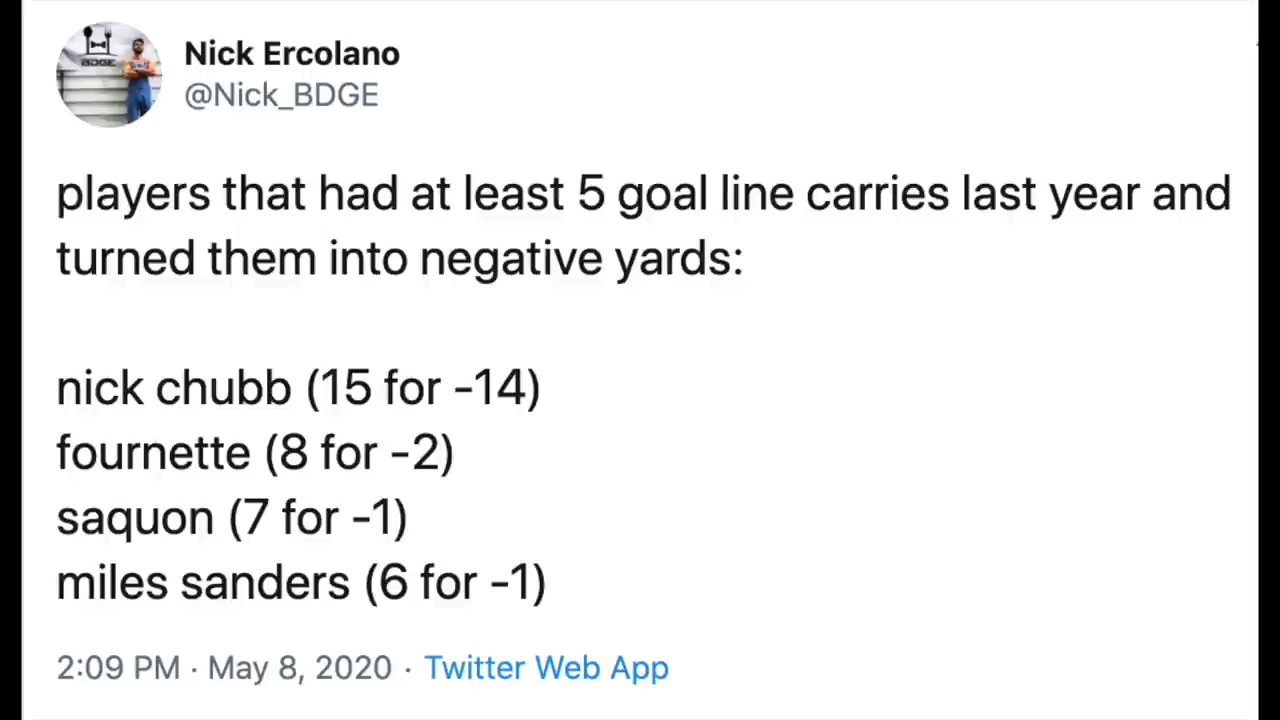 BDGE
Nick Ercolano
@Nick_BDGE
players that had at least 5 goal line carries last year and
turned them into negative yards:
nick chubb (15 for -14)
fournette (8 for -2)
saquon (7 for -1)
miles sanders (6 for -1)
2:09 PM · May 8, 2020 · Twitter Web App